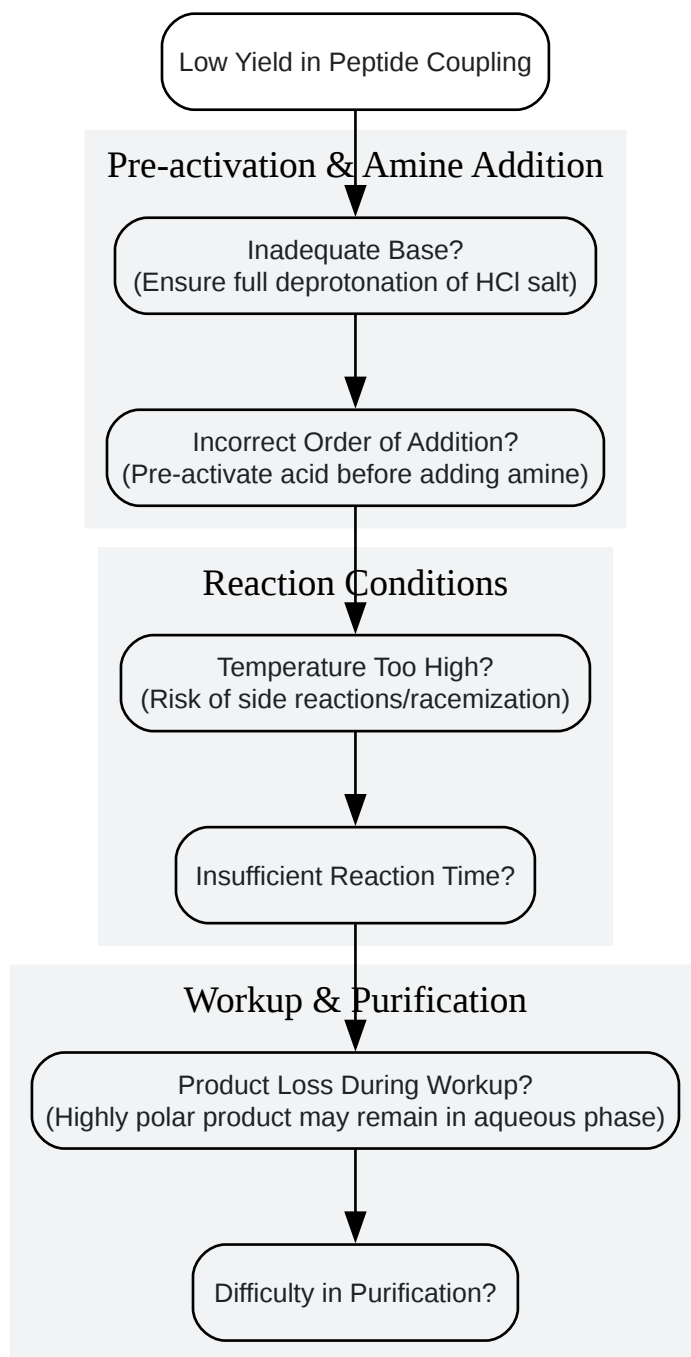 Low Yield in Peptide Coupling
Pre-activation & Amine Addition
Inadequate Base?
(Ensure full deprotonation of HCl salt)
Incorrect Order of Addition?
(Pre-activate acid before adding amine)
Reaction Conditions
Temperature Too High?
(Risk of side reactions/racemization)
Insufficient Reaction Time?
Workup & Purification
Product Loss During Workup?
(Highly polar product may remain in aqueous phase)
Difficulty in Purification?